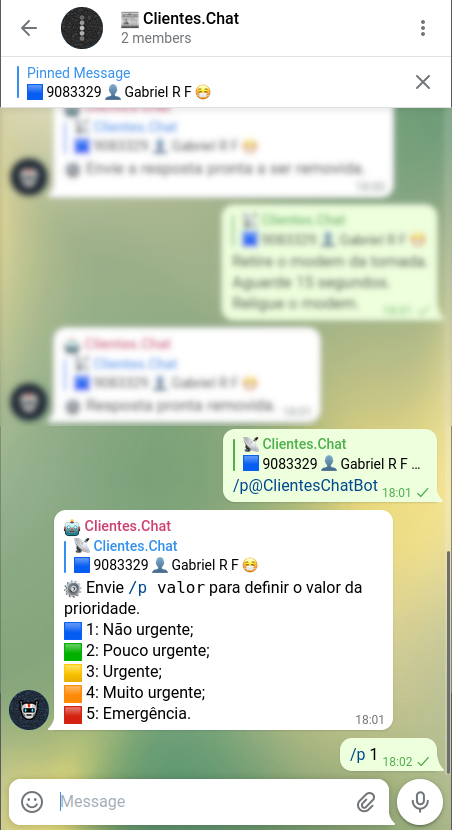 Clientes.Chat
2 members
Pinned Message
9083329 Gabriel R F
Clientes.Chat
Clientes.Chat
9083329 Gabriel R F
Envie a resposta pronta a ser removida.
Clientes.Chat
9083329 Gabriel R F
Retire o modem da tomada.
Aguarde 15 segundos.
Religue o modem.
18:01
Clientes.Chat
Clientes.Chat
9083329 Gabriel R F
Resposta pronta removida.
18:01
Clientes.Chat
9083329 Gabriel R F ...
/p@ClientesChatBot 18:01
Clientes.Chat
Clientes.Chat
9083329 Gabriel R F
Envie /p valor para definir o valor da
prioridade.
1: Não urgente;
2: Pouco urgente;
3: Urgente;
4: Muito urgente;
5: Emergência.
18:01
/p 1 18:02
Message